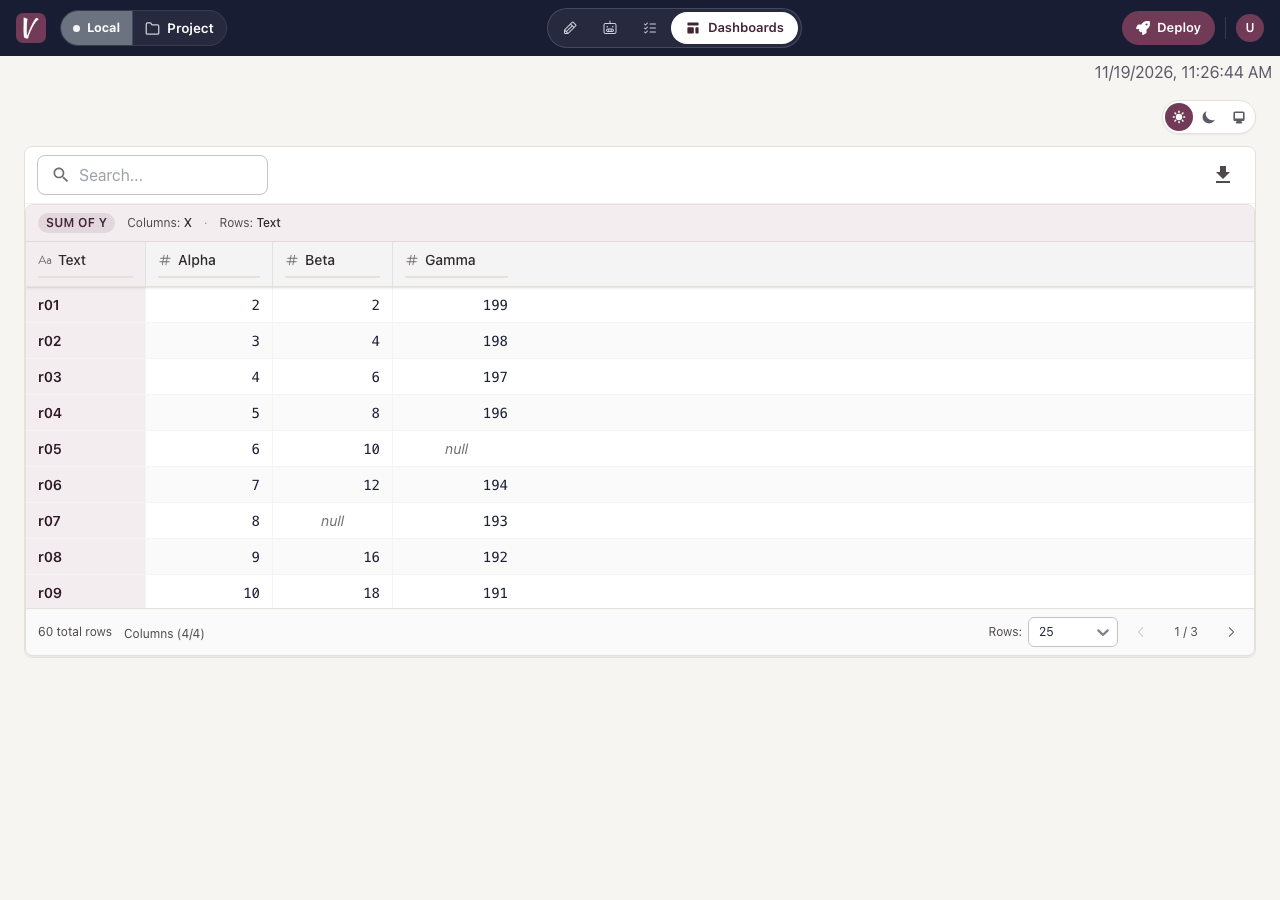 V Local Project Dashboards Deploy U
11/19/2026, 11:26:44 AM
Search...
SUM OF Y Columns: X · Rows: Text
Aa Text # Alpha # Beta # Gamma
r01 2 2 199
r02 3 4 198
r03 4 6 197
r04 5 8 196
r05 6 10 null
r06 7 12 194
r07 8 null 193
r08 9 16 192
r09 10 18 191
60 total rows Columns (4/4) Rows: 25 1 / 3